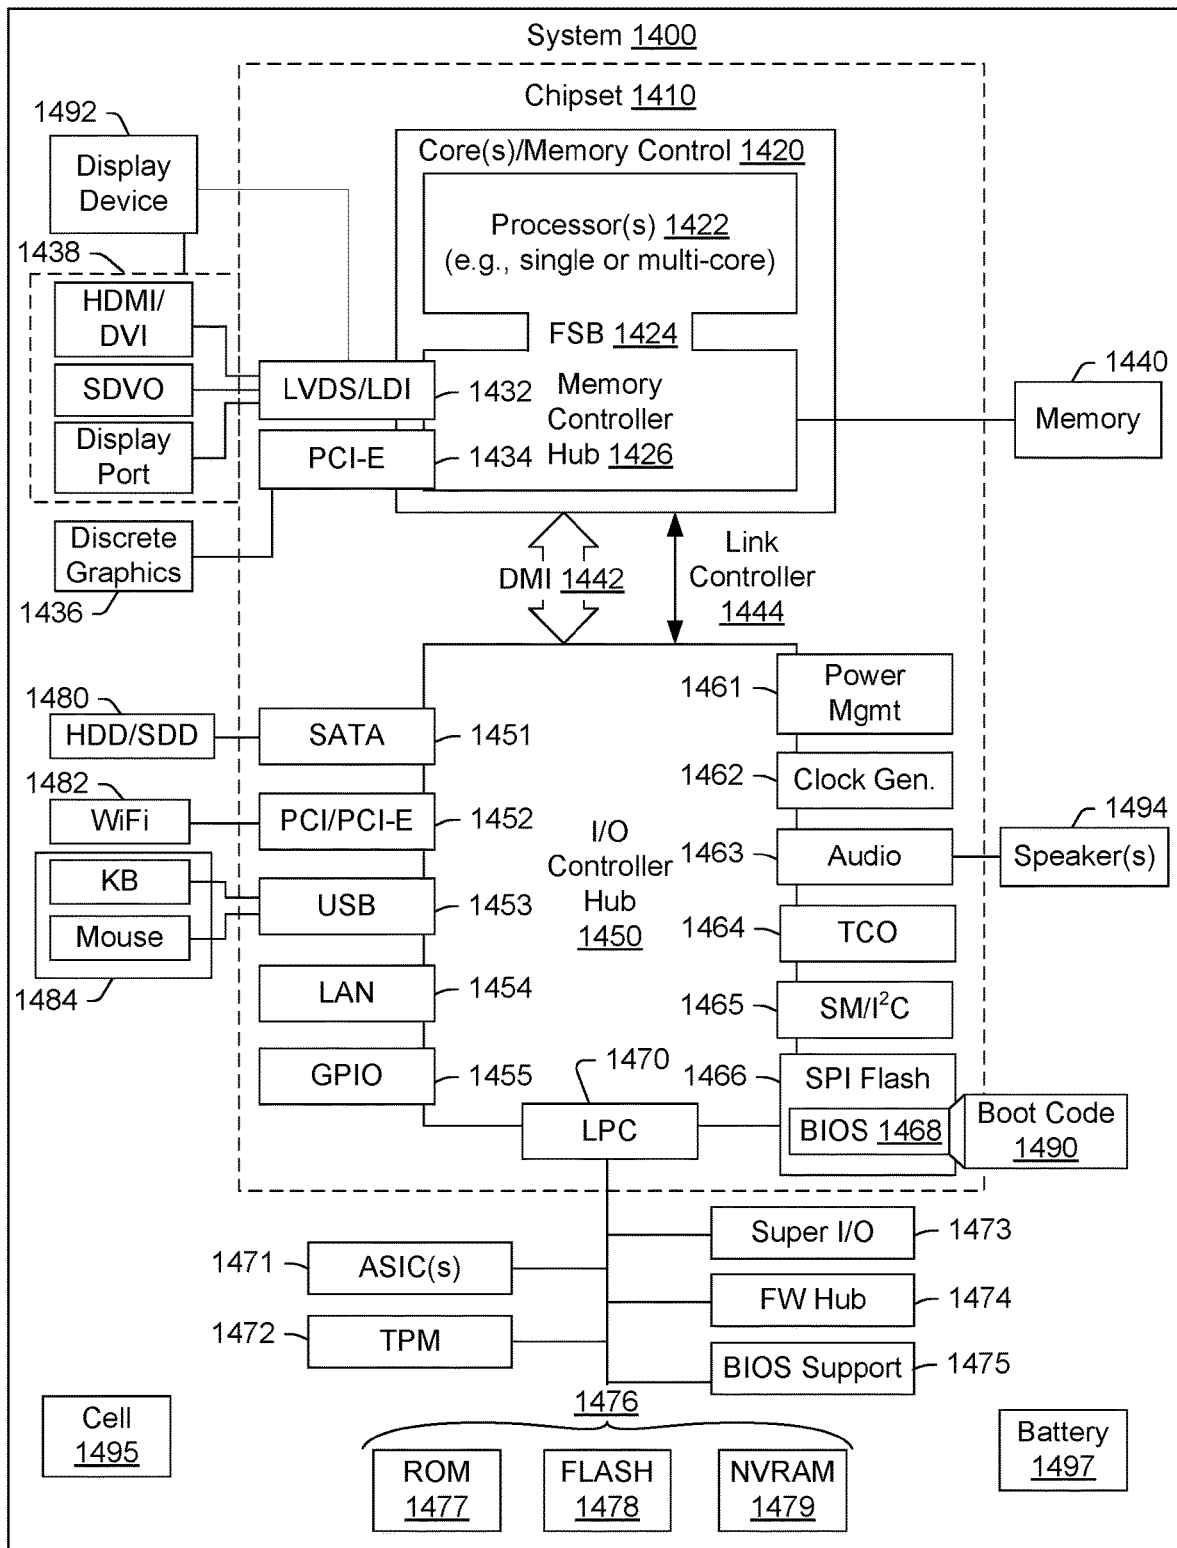 System 1400
Chipset 1410
1492
Display
Device
Core(s)/Memory Control 1420
Processor(s) 1422
(e.g., single or multi-core)
1438
HDMI/
DVI
SDVO
Display
Port
FSB 1424
LVDS/LDI
1432
PCI-E
1434
Memory
Controller
Hub 1426
1440
Memory
Discrete
Graphics
1436
DMI 1442
Link
Controller
1444
1480
HDD/SDD
SATA
1451
1461
Power
Mgmt
1482
WiFi
PCI/PCI-E
1452
1462
Clock Gen.
I/O
Controller
Hub
1450
1463
Audio
1494
Speaker(s)
KB
Mouse
1484
USB
1453
1464
TCO
LAN
1454
1465
SM/I²C
GPIO
1455
1470
LPC
1466
SPI Flash
BIOS 1468
Boot Code
1490
1471
ASIC(s)
Super I/O
1473
1472
TPM
FW Hub
1474
BIOS Support
1475
1476
Cell
1495
ROM
1477
FLASH
1478
NVRAM
1479
Battery
1497